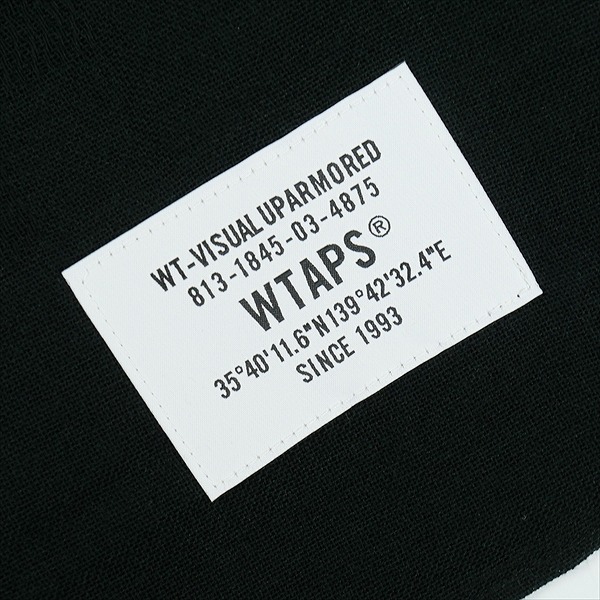 WT-VISUAL UPARMORED
813-1845-03-4875
WTAPS®
35°40'11.6"N139°42'32.4"E
SINCE 1993